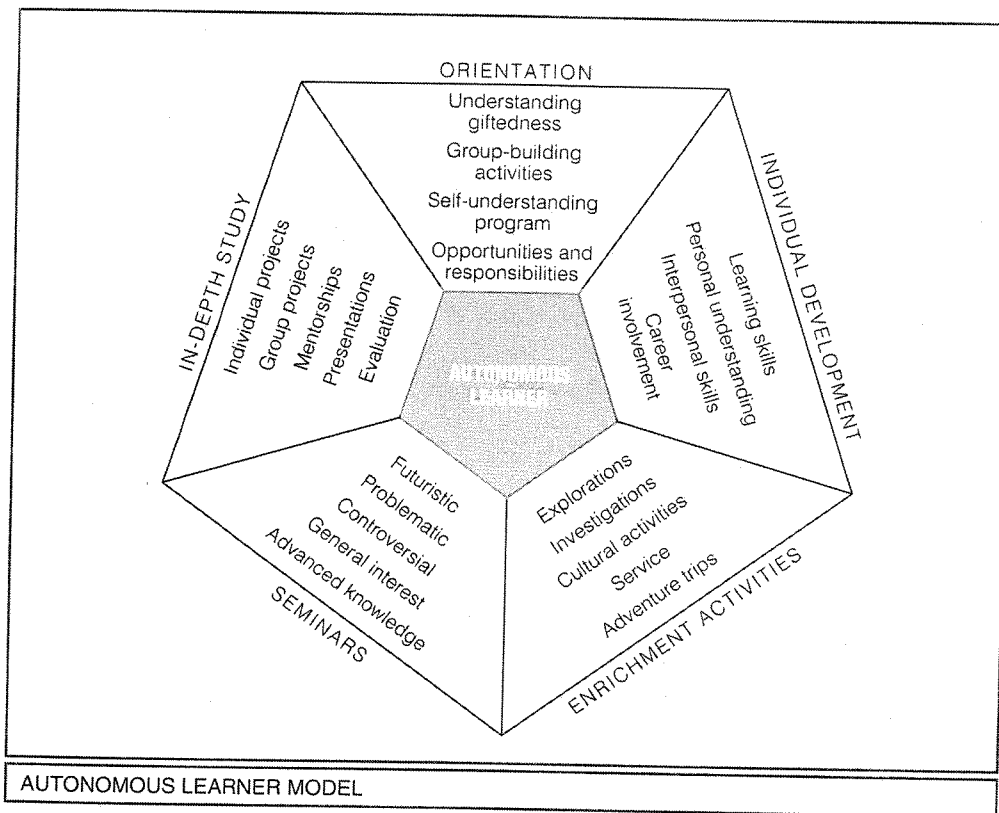 ORIENTATION
Understanding
giftedness
Group-building
activities
Self-understanding
program
Opportunities and
responsibilities
INDIVIDUAL DEVELOPMENT
Learning skills
Personal understanding
Interpersonal skills
Career
involvement
ENRICHMENT ACTIVITIES
Explorations
Investigations
Cultural activities
Service
Adventure trips
SEMINARS
Futuristic
Problematic
Controversial
General interest
Advanced knowledge
IN-DEPTH STUDY
Individual projects
Group projects
Mentorships
Presentations
Evaluation
AUTONOMOUS
LEARNER
AUTONOMOUS LEARNER MODEL